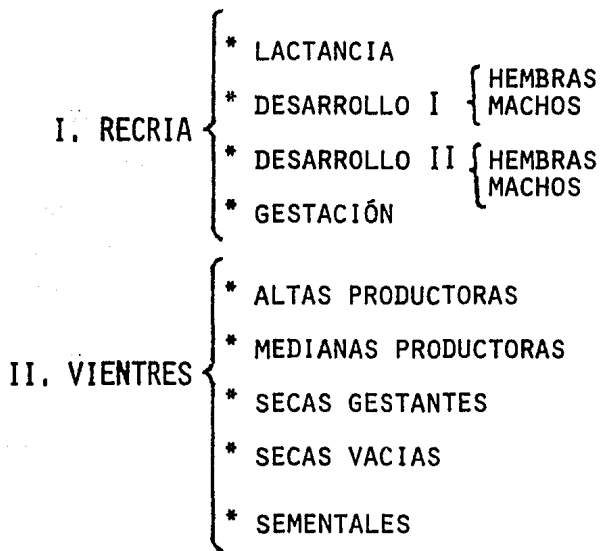 * LACTANCIA
HEMBRAS
* DESARROLLO I
MACHOS
I. RECRIA
* DESARROLLO II
HEMBRAS
MACHOS
* GESTACIÓN
* ALTAS PRODUCTORAS
* MEDIANAS PRODUCTORAS
II. VIENTRES
* SECAS GESTANTES
* SECAS VACIAS
* SEMENTALES